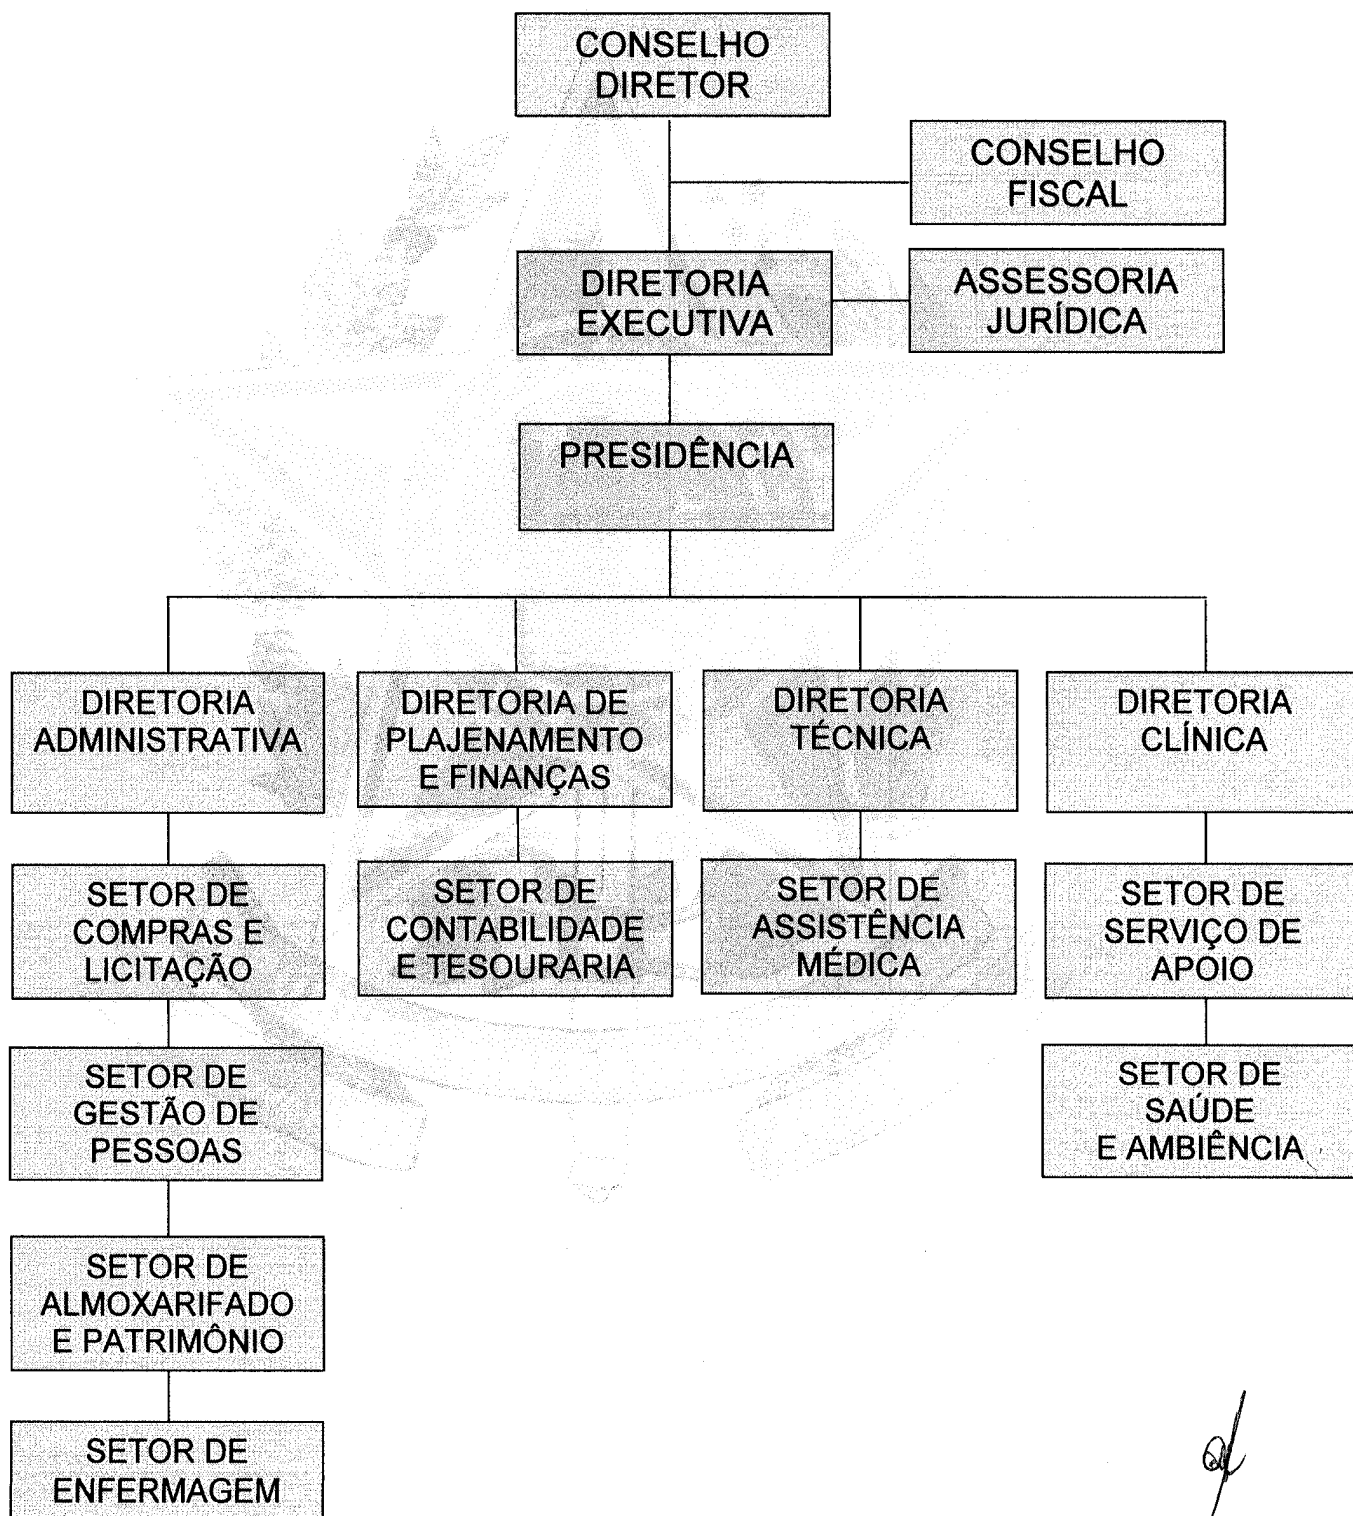 CONSELHO
DIRETOR
CONSELHO
FISCAL
DIRETORIA
EXECUTIVA
ASSESSORIA
JURÍDICA
PRESIDÊNCIA
DIRETORIA
ADMINISTRATIVA
DIRETORIA DE
PLAJENAMENTO
E FINANÇAS
DIRETORIA
TÉCNICA
DIRETORIA
CLÍNICA
SETOR DE
COMPRAS E
LICITAÇÃO
SETOR DE
CONTABILIDADE
E TESOURARIA
SETOR DE
ASSISTÊNCIA
MÉDICA
SETOR DE
SERVIÇO DE
APOIO
SETOR DE
GESTÃO DE
PESSOAS
SETOR DE
SAÚDE
E AMBIÊNCIA
SETOR DE
ALMOXARIFADO
E PATRIMÔNIO
SETOR DE
ENFERMAGEM